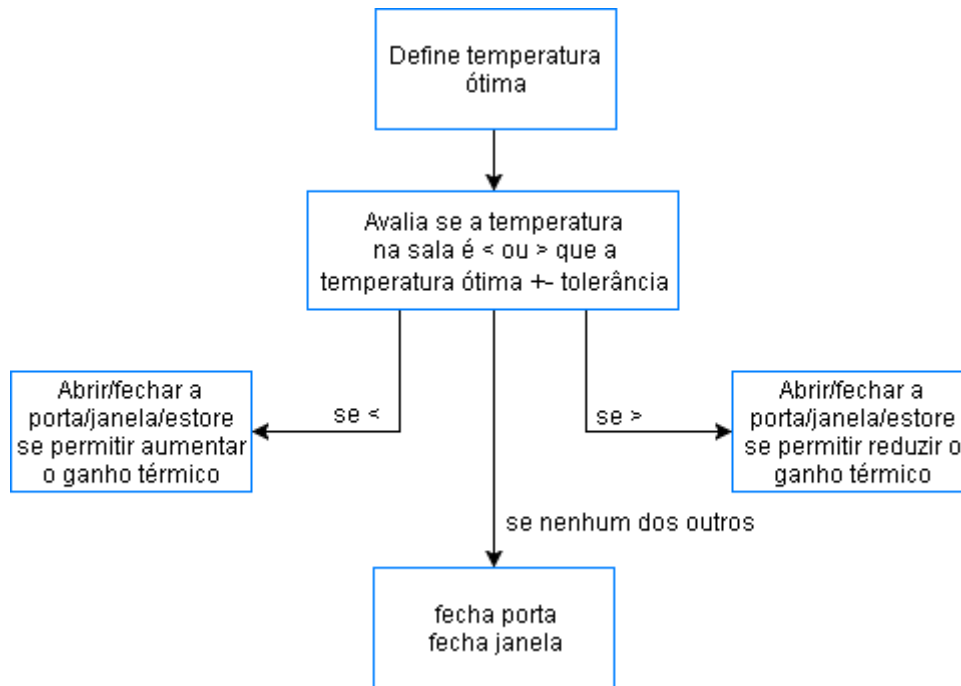 Define temperatura
ótima
Avalia se a temperatura
na sala é < ou > que a
temperatura ótima +- tolerância
Abrir/fechar a
porta/janela/estore
se permitir aumentar
o ganho térmico
se <
se >
Abrir/fechar a
porta/janela/estore
se permitir reduzir o
ganho térmico
se nenhum dos outros
fecha porta
fecha janela